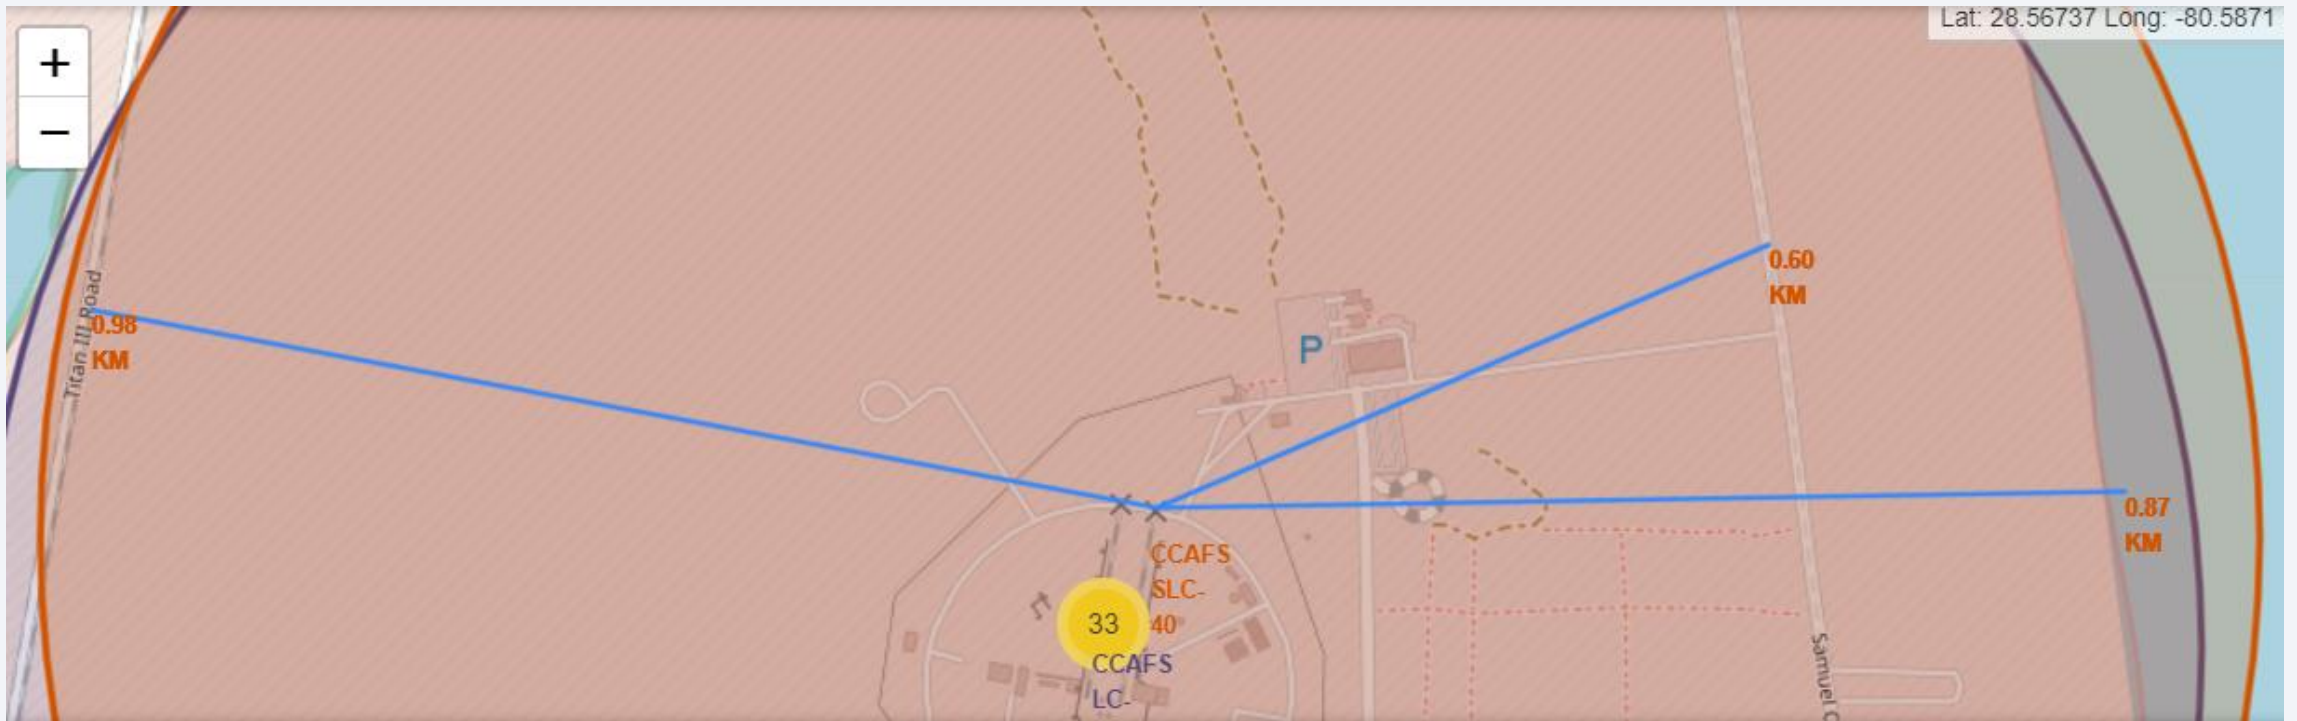 Lat: 28.56737 Long: -80.5871
+
−
0.60
KM
Titan III Road
0.98
KM
P
0.87
KM
CCAFS
SLC-
40
33
CCAFS
LC-
Samuel C